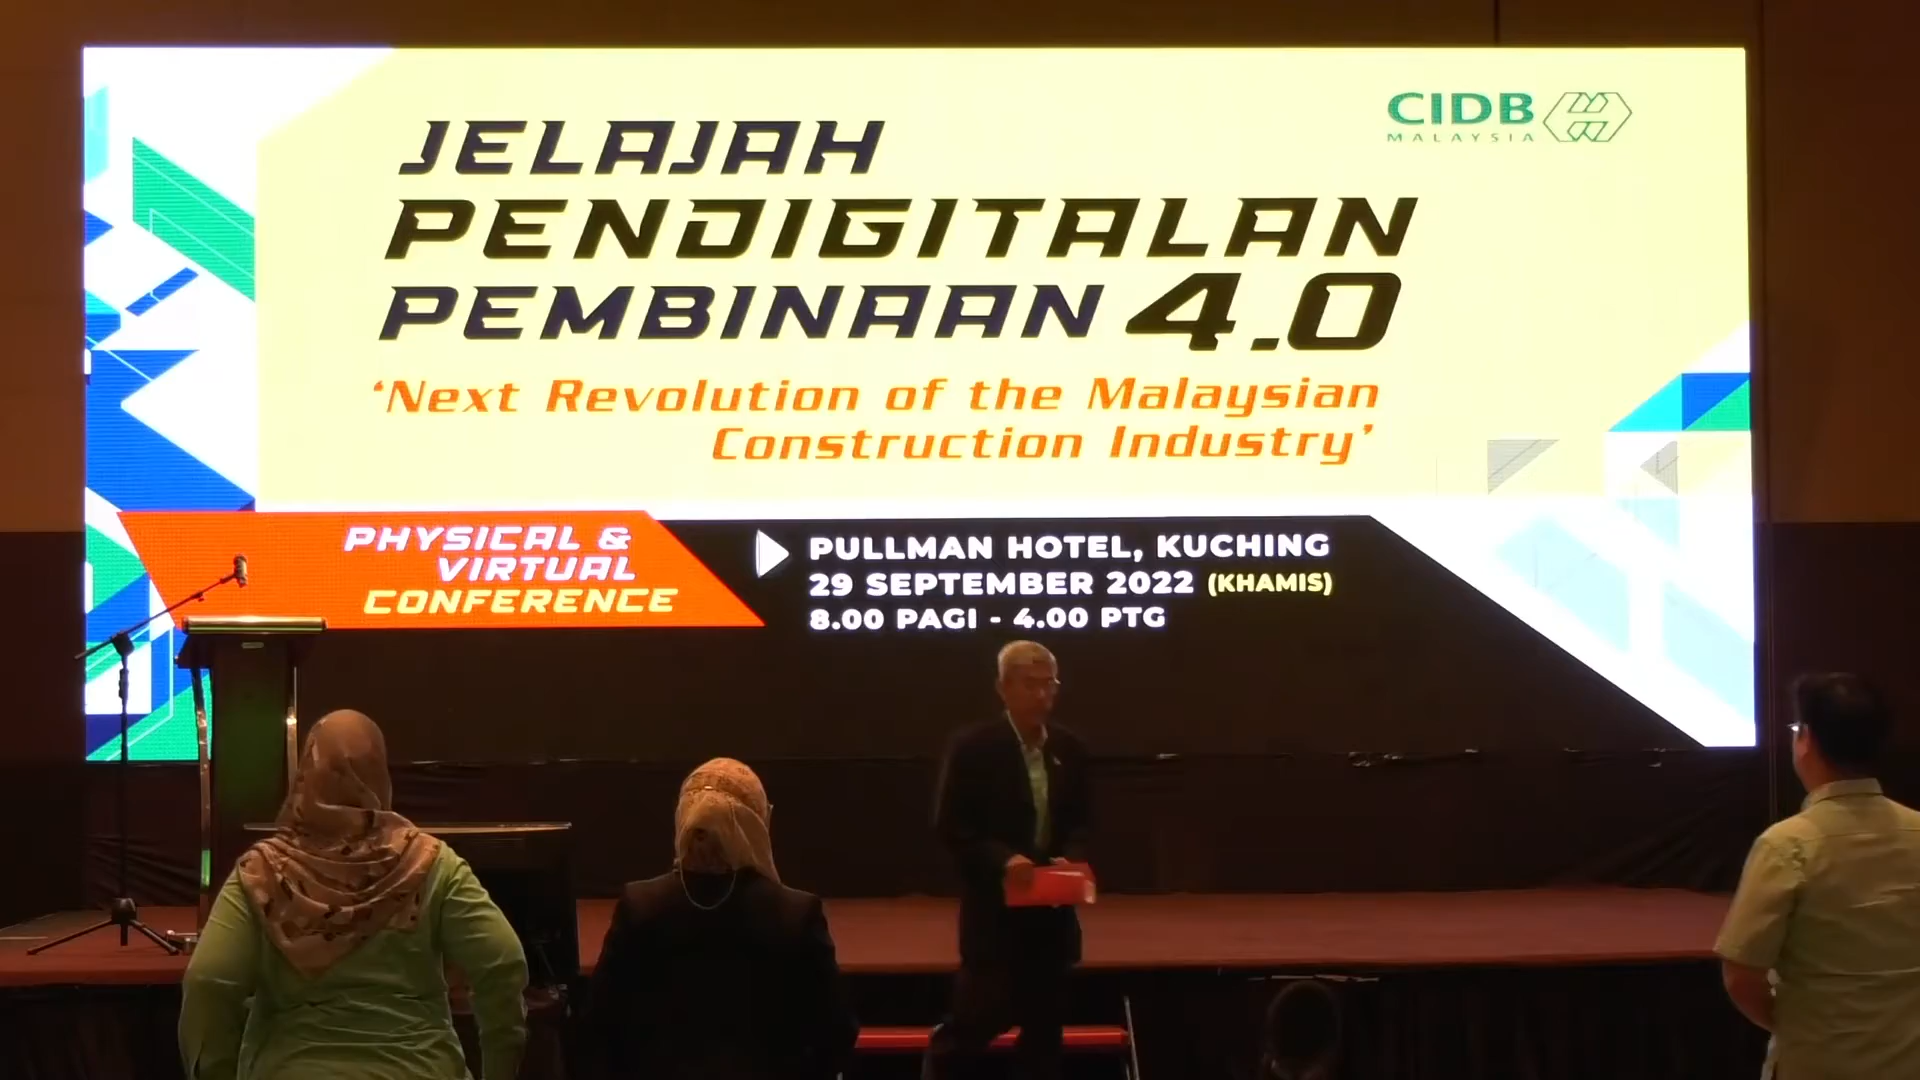 CIDB
MALAYSIA
JELAJAH
PENDIGITALAN
PEMBINAAN 4.0
‘Next Revolution of the Malaysian
Construction Industry’
PHYSICAL &
VIRTUAL
CONFERENCE
PULLMAN HOTEL, KUCHING
29 SEPTEMBER 2022 (KHAMIS)
8.00 PAGI - 4.00 PTG